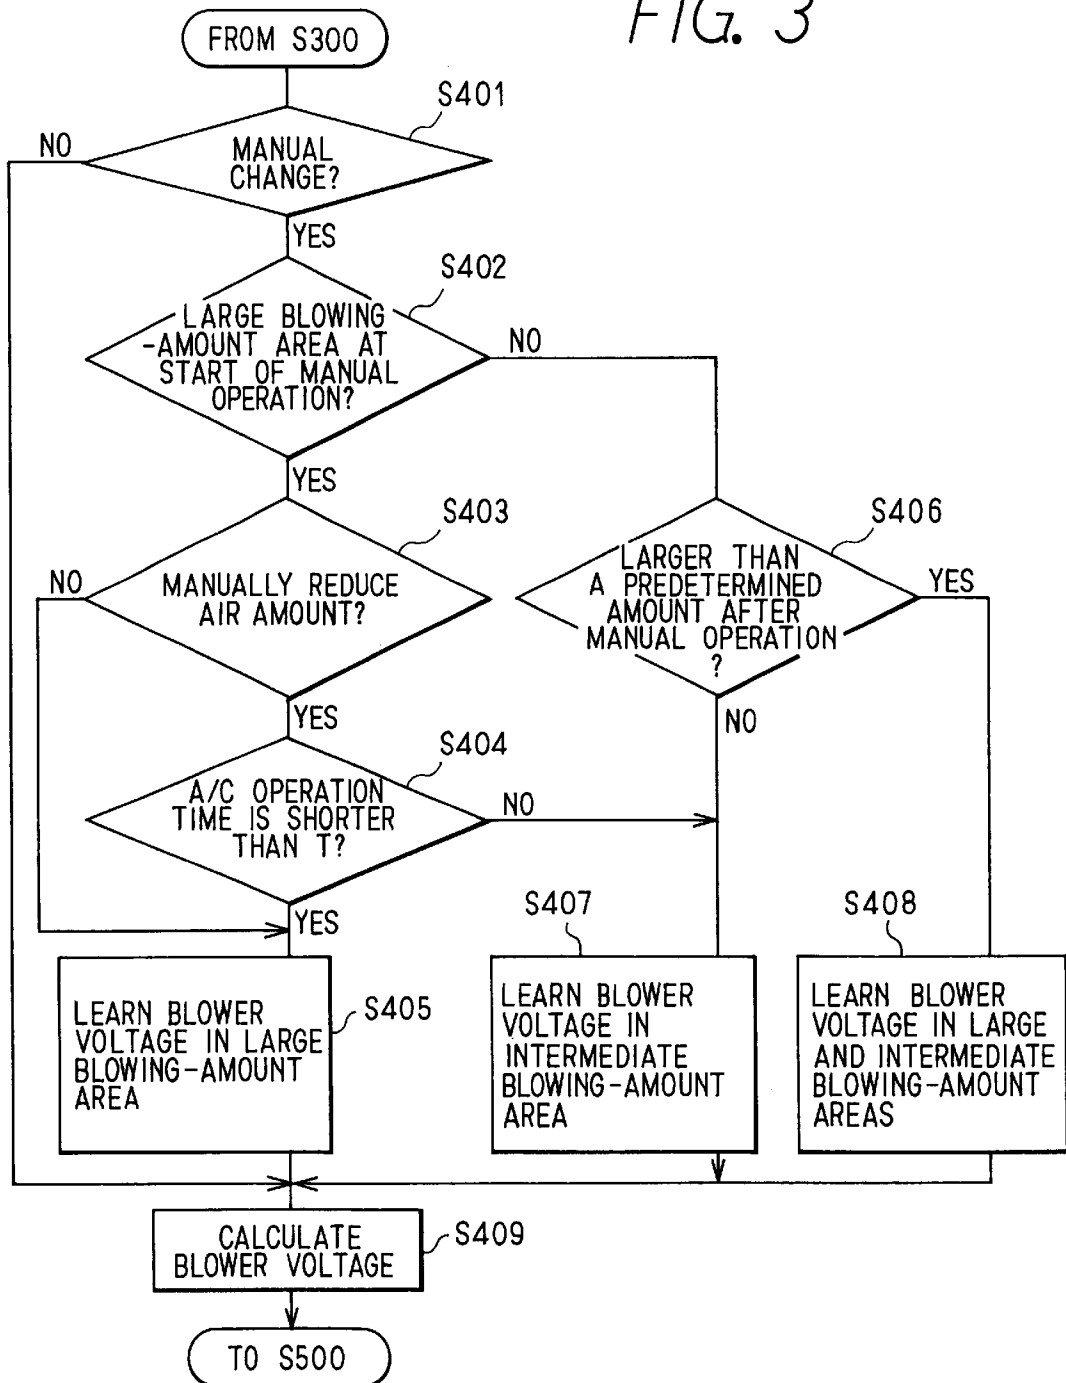 FIG. 3
FROM S300
S401
NO
MANUAL
CHANGE?
YES
S402
LARGE BLOWING
-AMOUNT AREA AT
START OF MANUAL
OPERATION?
NO
YES
S403
NO
MANUALLY REDUCE
AIR AMOUNT?
YES
S406
LARGER THAN
A PREDETERMINED
AMOUNT AFTER
MANUAL OPERATION
?
YES
NO
S404
A/C OPERATION
TIME IS SHORTER
THAN T?
NO
YES
S405
LEARN BLOWER
VOLTAGE IN LARGE
BLOWING-AMOUNT
AREA
S407
LEARN BLOWER
VOLTAGE IN
INTERMEDIATE
BLOWING-AMOUNT
AREA
S408
LEARN BLOWER
VOLTAGE IN LARGE
AND INTERMEDIATE
BLOWING-AMOUNT
AREAS
CALCULATE
BLOWER VOLTAGE
S409
TO S500